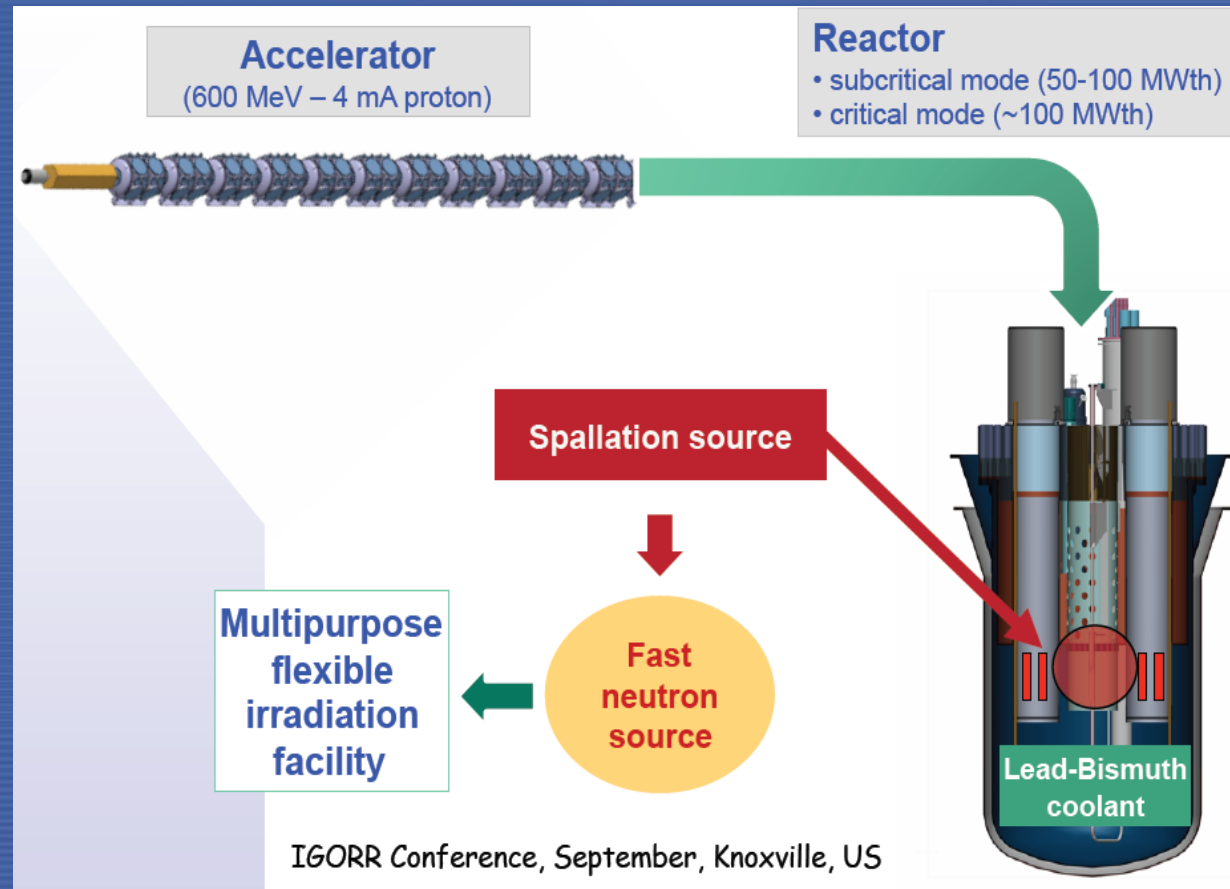 Accelerator
(600 MeV – 4 mA proton)
Reactor
• subcritical mode (50-100 MWth)
• critical mode (~100 MWth)
Spallation source
Multipurpose
flexible
irradiation
facility
Fast
neutron
source
Lead-Bismuth
coolant
IGORR Conference, September, Knoxville, US